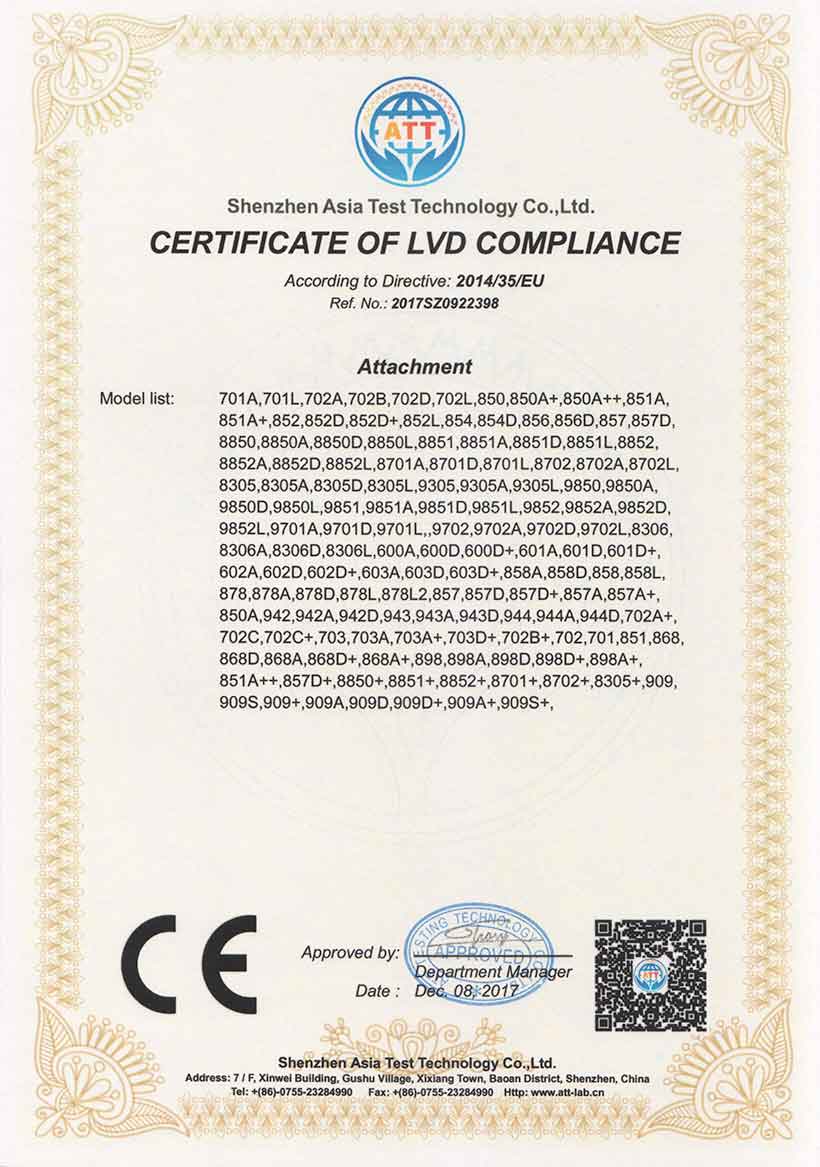 ATT
Shenzhen Asia Test Technology Co.,Ltd.
CERTIFICATE OF LVD COMPLIANCE
According to Directive: 2014/35/EU
Ref. No.: 2017SZ0922398
Attachment
Model list: 701A,701L,702A,702B,702D,702L,850,850A+,850A++,851A,
851A+,852,852D,852D+,852L,854,854D,856,856D,857,857D,
8850,8850A,8850D,8850L,8851,8851A,8851D,8851L,8852,
8852A,8852D,8852L,8701A,8701D,8701L,8702,8702A,8702L,
8305,8305A,8305D,8305L,9305,9305A,9305L,9850,9850A,
9850D,9850L,9851,9851A,9851D,9851L,9852,9852A,9852D,
9852L,9701A,9701D,9701L,,9702,9702A,9702D,9702L,8306,
8306A,8306D,8306L,600A,600D,600D+,601A,601D,601D+,
602A,602D,602D+,603A,603D,603D+,858A,858D,858,858L,
878,878A,878D,878L,878L2,857,857D,857D+,857A,857A+,
850A,942,942A,942D,943,943A,943D,944,944A,944D,702A+,
702C,702C+,703,703A,703A+,703D+,702B+,702,701,851,868,
868D,868A,868D+,868A+,898,898A,898D,898D+,898A+,
851A++,857D+,8850+,8851+,8852+,8701+,8702+,8305+,909,
909S,909+,909A,909D,909D+,909A+,909S+,
CE
TESTING TECHNOLOGY
APPROVED
Approved by:
Department Manager
Date : Dec. 08, 2017
ATT
Shenzhen Asia Test Technology Co.,Ltd.
Address: 7 / F, Xinwei Building, Gushu Village, Xixiang Town, Baoan District, Shenzhen, China
Tel: +(86)-0755-23284990 Fax: +(86)-0755-23284990 Http: www.att-lab.cn